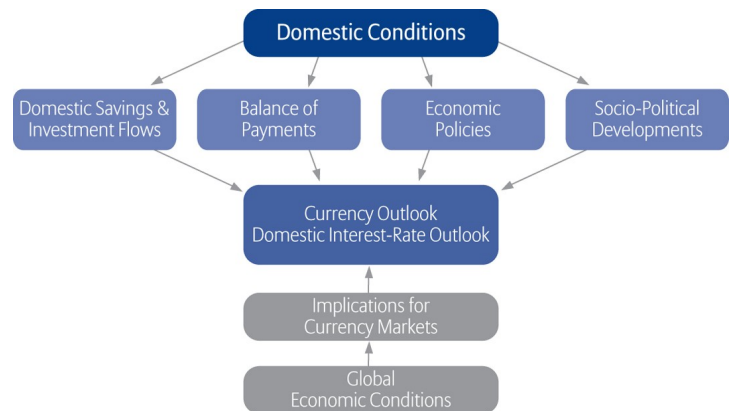 Domestic Conditions
Domestic Savings &
Investment Flows
Balance of
Payments
Economic
Policies
Socio-Political
Developments
Currency Outlook
Domestic Interest-Rate Outlook
Implications for
Currency Markets
Global
Economic Conditions